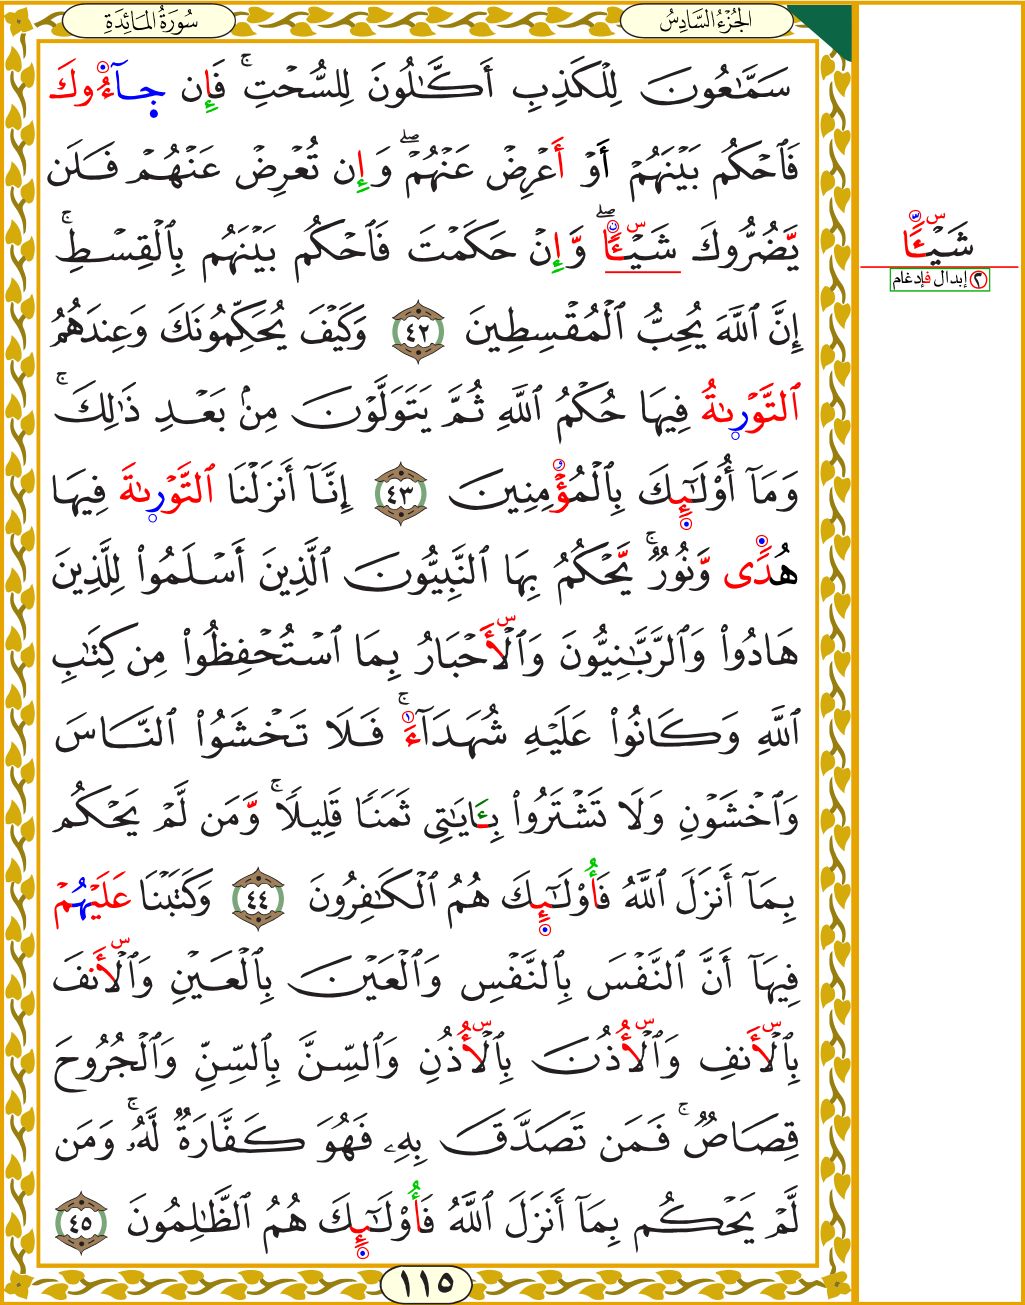 الجُزْءُ السَّادِسُ
سُورَةُ المَائِدَةِ
سَمَّٰعُونَ لِلۡكَذِبِ أَكَّٰلُونَ لِلسُّحۡتِۚ فَإِن جَآءُوكَ
فَٱحۡكُم بَيۡنَهُمۡ أَوۡ أَعۡرِضۡ عَنۡهُمۡۖ وَإِن تُعۡرِضۡ عَنۡهُمۡ فَلَن
يَّضُرُّوكَ شَيۡـًٔاۖ وَّإِنۡ حَكَمۡتَ فَٱحۡكُم بَيۡنَهُم بِٱلۡقِسۡطِۚ
إِنَّ ٱللَّهَ يُحِبُّ ٱلۡمُقۡسِطِينَ ٤٢ وَكَيۡفَ يُحَكِّمُونَكَ وَعِندَهُمُ
ٱلتَّوۡرىٰةُ فِيهَا حُكۡمُ ٱللَّهِ ثُمَّ يَتَوَلَّوۡنَ مِنۢ بَعۡدِ ذَٰلِكَۚ
وَمَآ أُوْلَٰٓئِكَ بِٱلۡمُؤۡمِنِينَ ٤٣ إِنَّآ أَنزَلۡنَا ٱلتَّوۡرىٰةَ فِيهَا
هُدًى وَّنُورٌۚ يَّحۡكُمُ بِهَا ٱلنَّبِيُّونَ ٱلَّذِينَ أَسۡلَمُواْ لِلَّذِينَ
هَادُواْ وَٱلرَّبَّٰنِيُّونَ وَٱلۡأَحۡبَارُ بِمَا ٱسۡتُحۡفِظُواْ مِن كِتَٰبِ
ٱللَّهِ وَكَانُواْ عَلَيۡهِ شُهَدَآءَۚ فَلَا تَخۡشَوُاْ ٱلنَّاسَ
وَٱخۡشَوۡنِ وَلَا تَشۡتَرُواْ بِـَٔايَٰتِي ثَمَنٗا قَلِيلٗاۚ وَّمَن لَّمۡ يَحۡكُم
بِمَآ أَنزَلَ ٱللَّهُ فَأُوْلَٰٓئِكَ هُمُ ٱلۡكَٰفِرُونَ ٤٤ وَكَتَبۡنَا عَلَيۡهُمۡ
فِيهَآ أَنَّ ٱلنَّفۡسَ بِٱلنَّفۡسِ وَٱلۡعَيۡنَ بِٱلۡعَيۡنِ وَٱلۡأَنفَ
بِٱلۡأَنفِ وَٱلۡأُذُنَ بِٱلۡأُذُنِ وَٱلسِّنَّ بِٱلسِّنِّ وَٱلۡجُرُوحَ
قِصَاصٞۚ فَمَن تَصَدَّقَ بِهِۦ فَهُوَ كَفَّارَةٞ لَّهُۥۚ وَمَن
لَّمۡ يَحۡكُم بِمَآ أَنزَلَ ٱللَّهُ فَأُوْلَٰٓئِكَ هُمُ ٱلظَّٰلِمُونَ ٤٥
١١٥
شَيۡـًٔا
٢ إبدال فإدغام